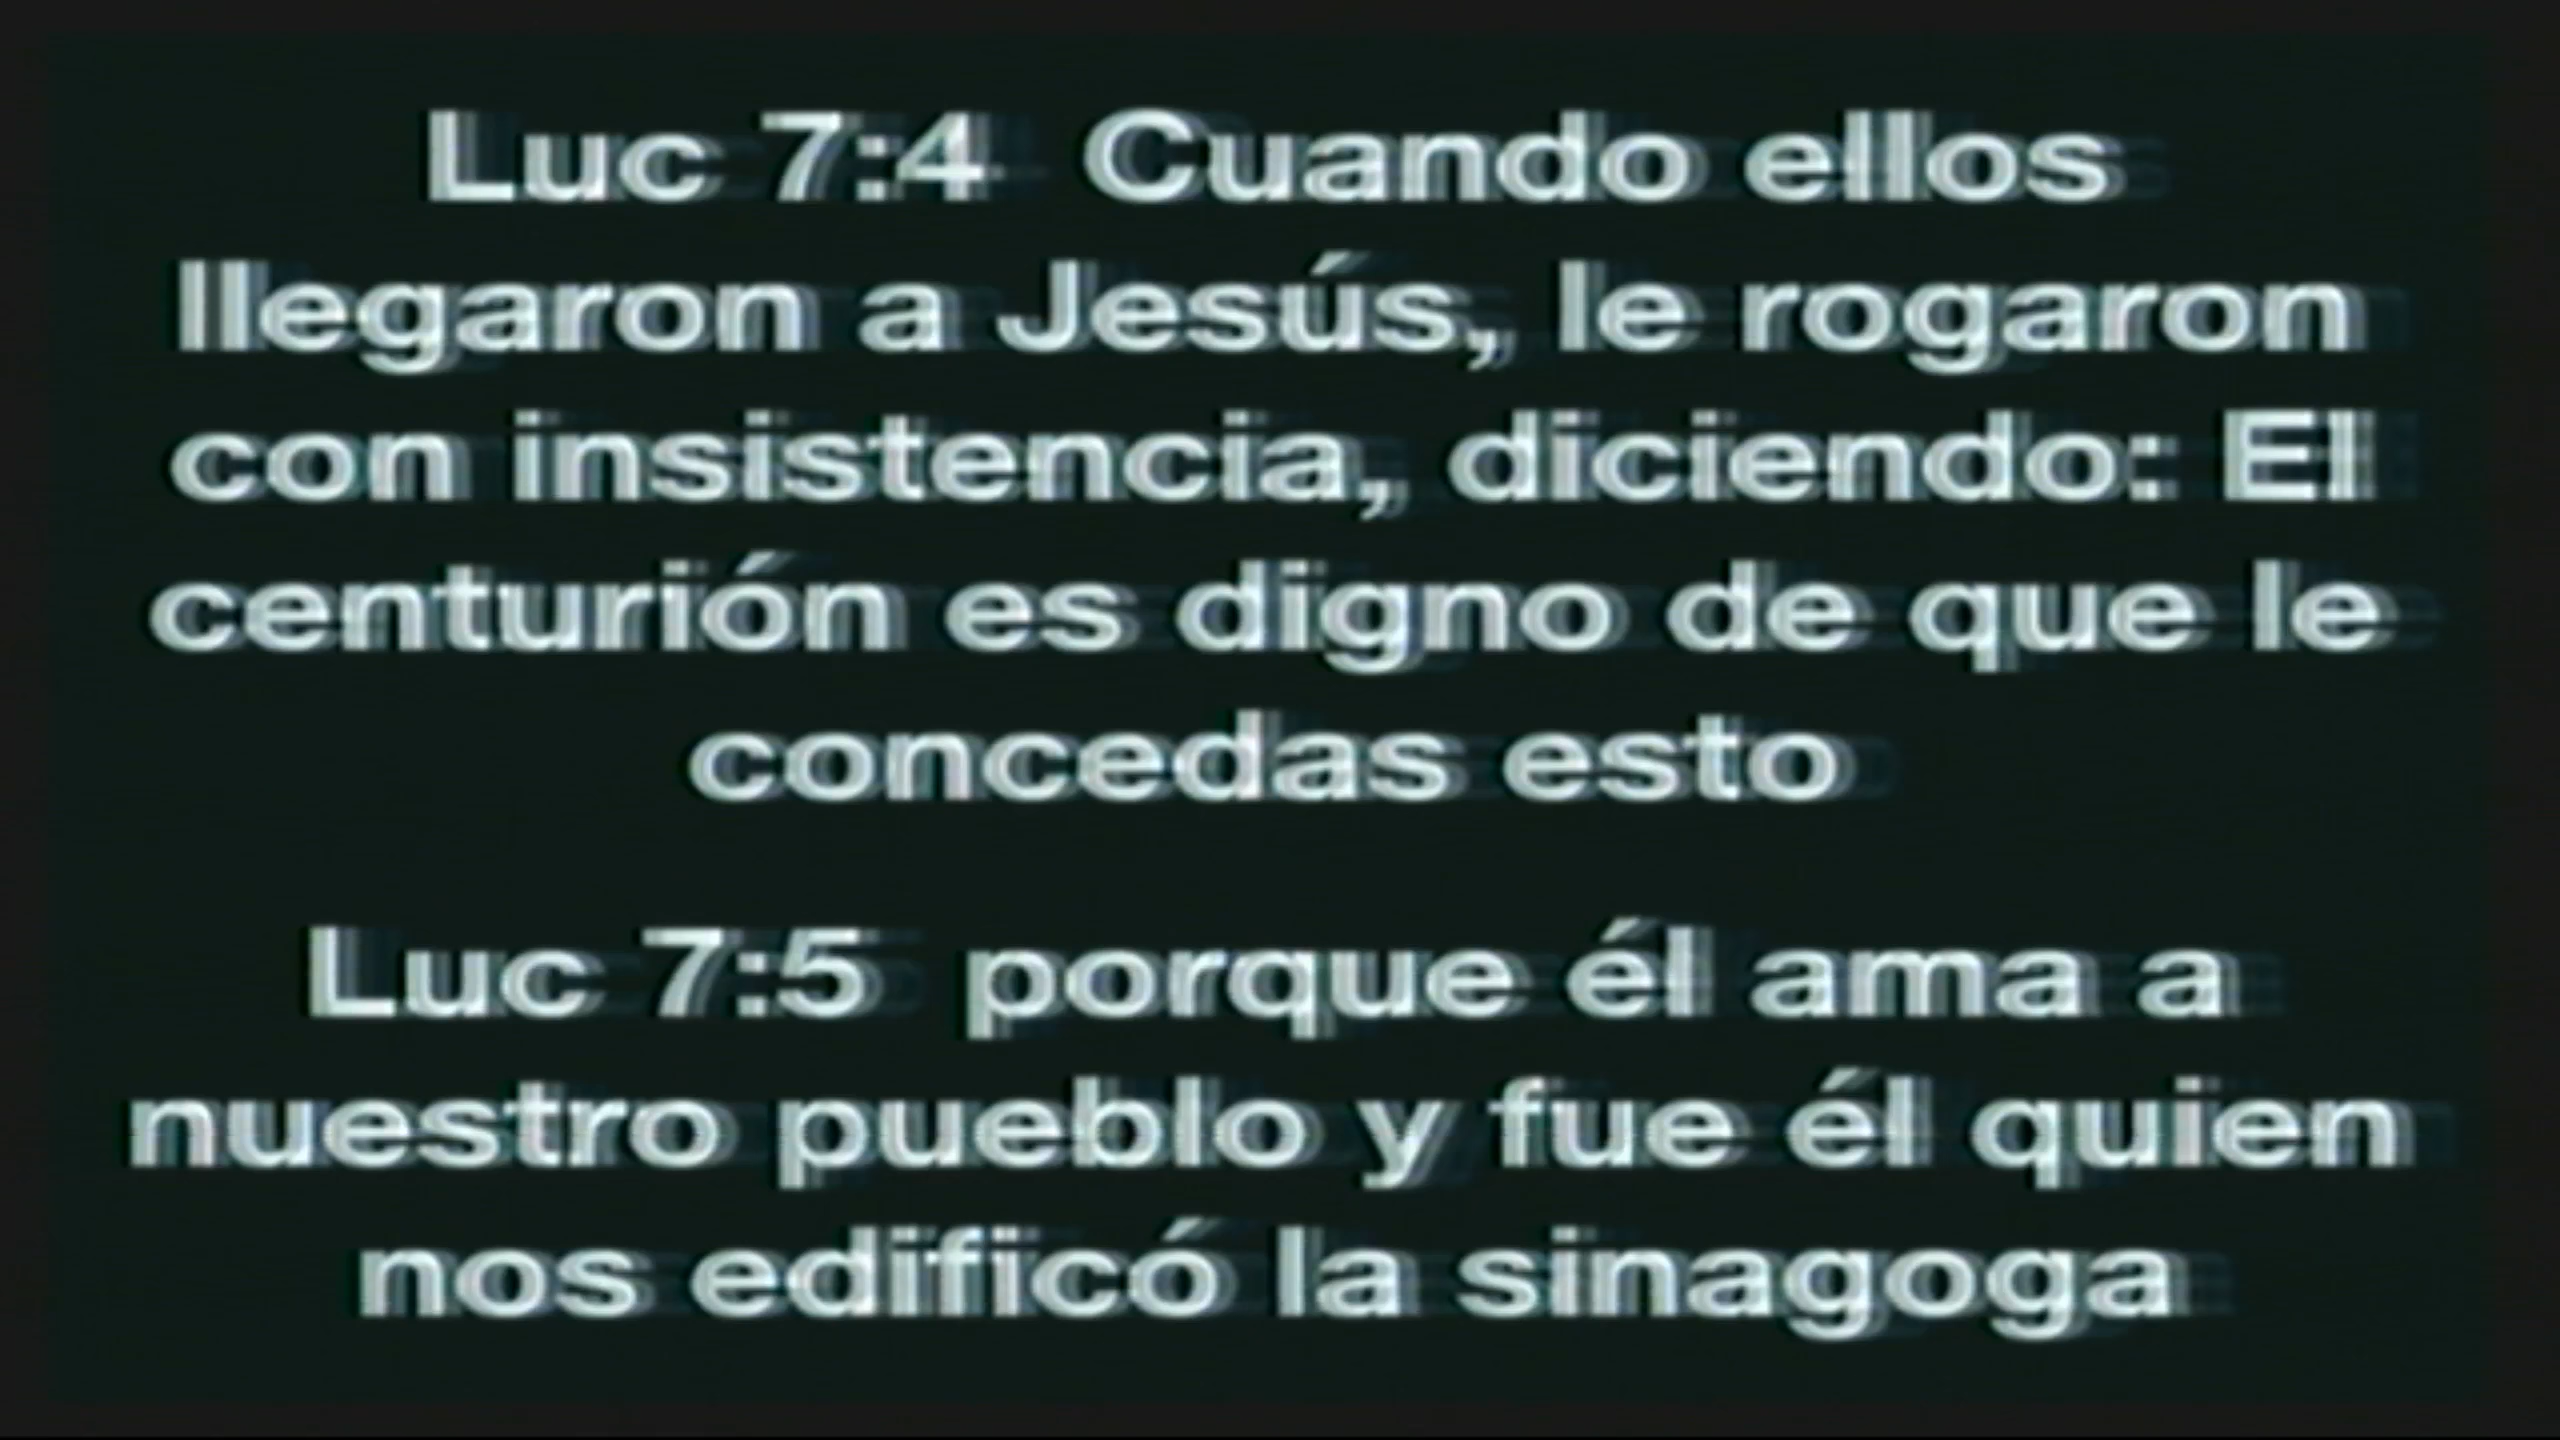 Luc 7:4  Cuando ellos
llegaron a Jesús, le rogaron
con insistencia, diciendo: El
centurión es digno de que le
concedas esto
Luc 7:5  porque él ama a
nuestro pueblo y fue él quien
nos edificó la sinagoga